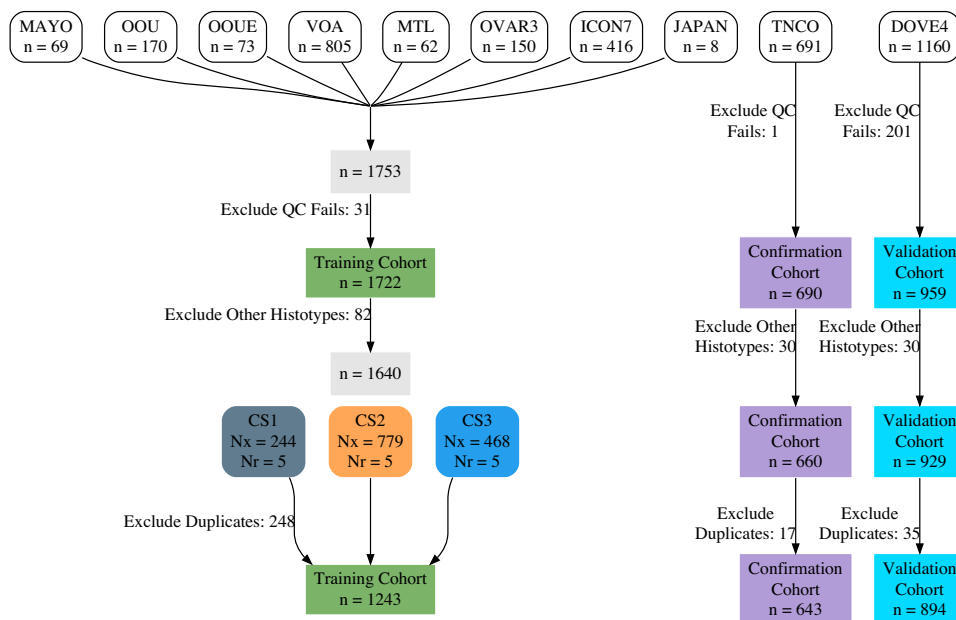 MAYO
n = 69
OOU
n = 170
OOUE
n = 73
VOA
n = 805
MTL
n = 62
OVAR3
n = 150
ICON7
n = 416
JAPAN
n = 8
TNCO
n = 691
DOVE4
n = 1160
Exclude QC
Fails: 1
Exclude QC
Fails: 201
n = 1753
Exclude QC Fails: 31
Training Cohort
n = 1722
Confirmation
Cohort
n = 690
Validation
Cohort
n = 959
Exclude Other Histotypes: 82
Exclude Other
Histotypes: 30
Exclude Other
Histotypes: 30
n = 1640
CS1
Nx = 244
Nr = 5
CS2
Nx = 779
Nr = 5
CS3
Nx = 468
Nr = 5
Confirmation
Cohort
n = 660
Validation
Cohort
n = 929
Exclude Duplicates: 248
Exclude
Duplicates: 17
Exclude
Duplicates: 35
Training Cohort
n = 1243
Confirmation
Cohort
n = 643
Validation
Cohort
n = 894